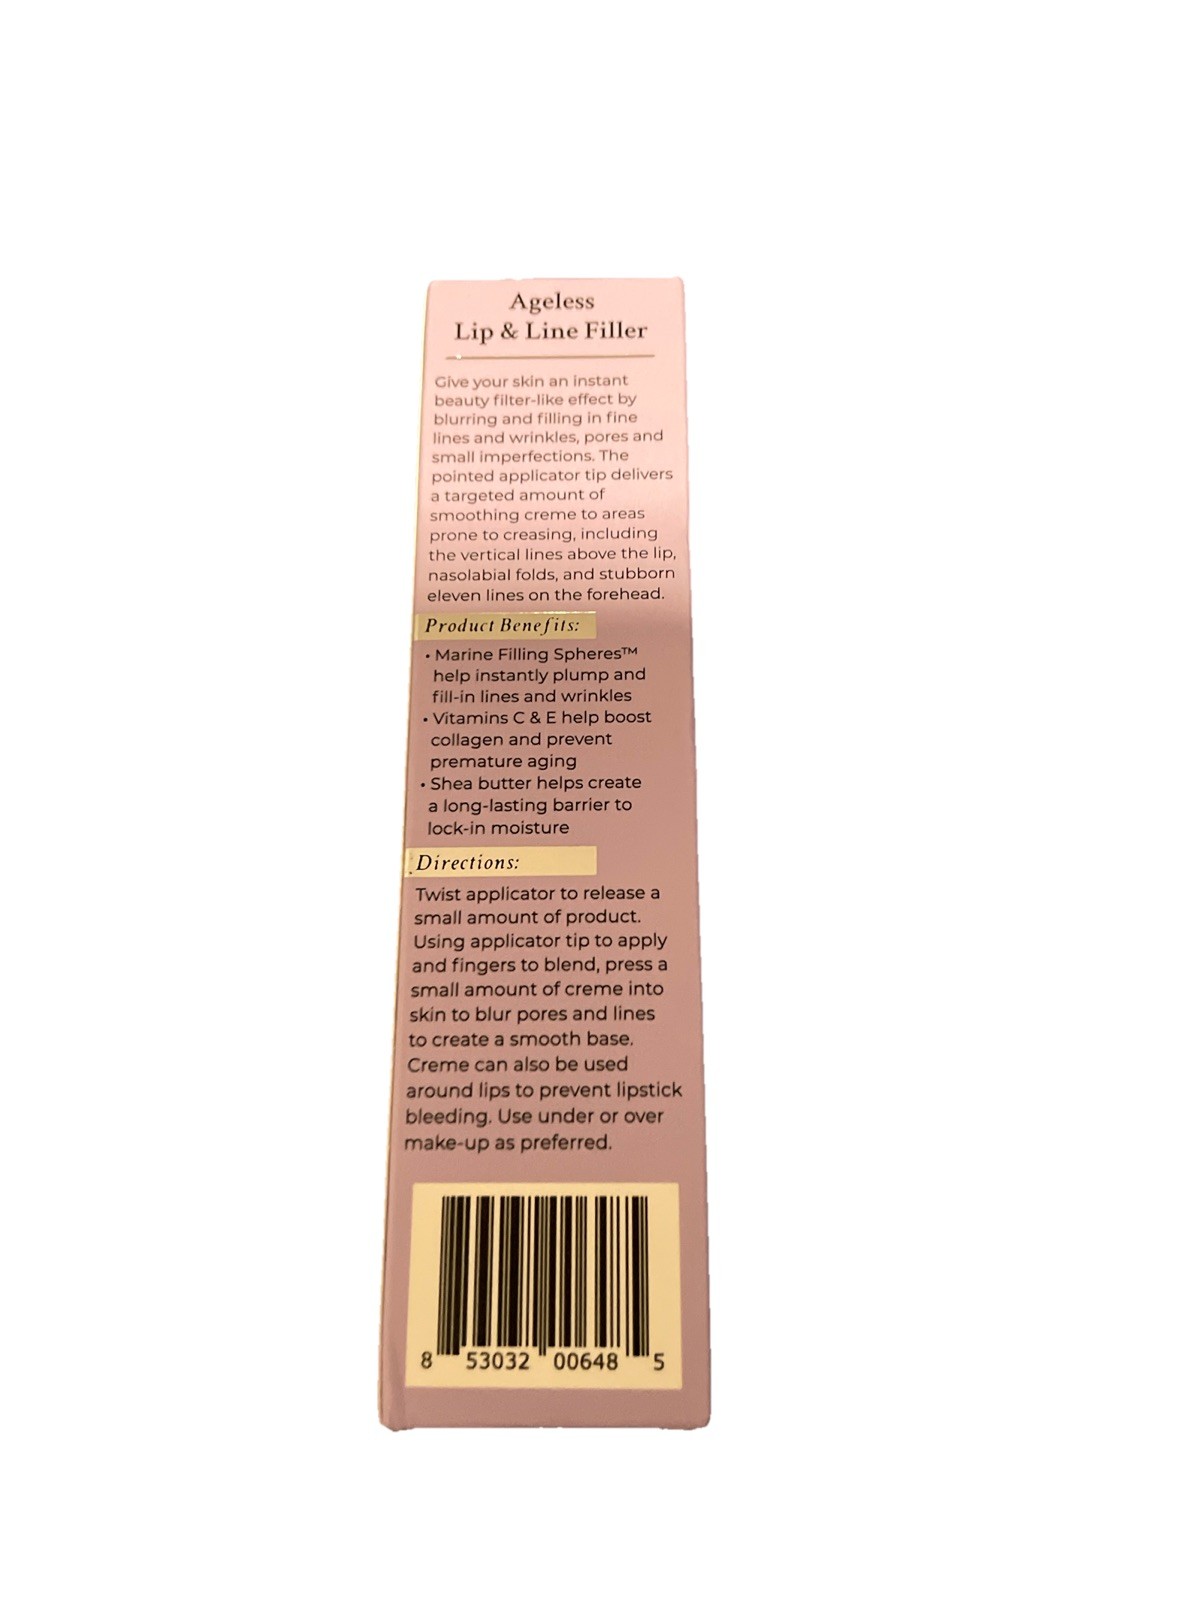 Ageless
Lip & Line Filler
Give your skin an instant
beauty filter-like effect by
blurring and filling in fine
lines and wrinkles, pores and
small imperfections. The
pointed applicator tip delivers
a targeted amount of
smoothing creme to areas
prone to creasing, including
the vertical lines above the lip,
nasolabial folds, and stubborn
eleven lines on the forehead.
Product Benefits:
• Marine Filling Spheres™
help instantly plump and
fill-in lines and wrinkles
• Vitamins C & E help boost
collagen and prevent
premature aging
• Shea butter helps create
a long-lasting barrier to
lock-in moisture
Directions:
Twist applicator to release a
small amount of product.
Using applicator tip to apply
and fingers to blend, press a
small amount of creme into
skin to blur pores and lines
to create a smooth base.
Creme can also be used
around lips to prevent lipstick
bleeding. Use under or over
make-up as preferred.
8 53032 00648 5